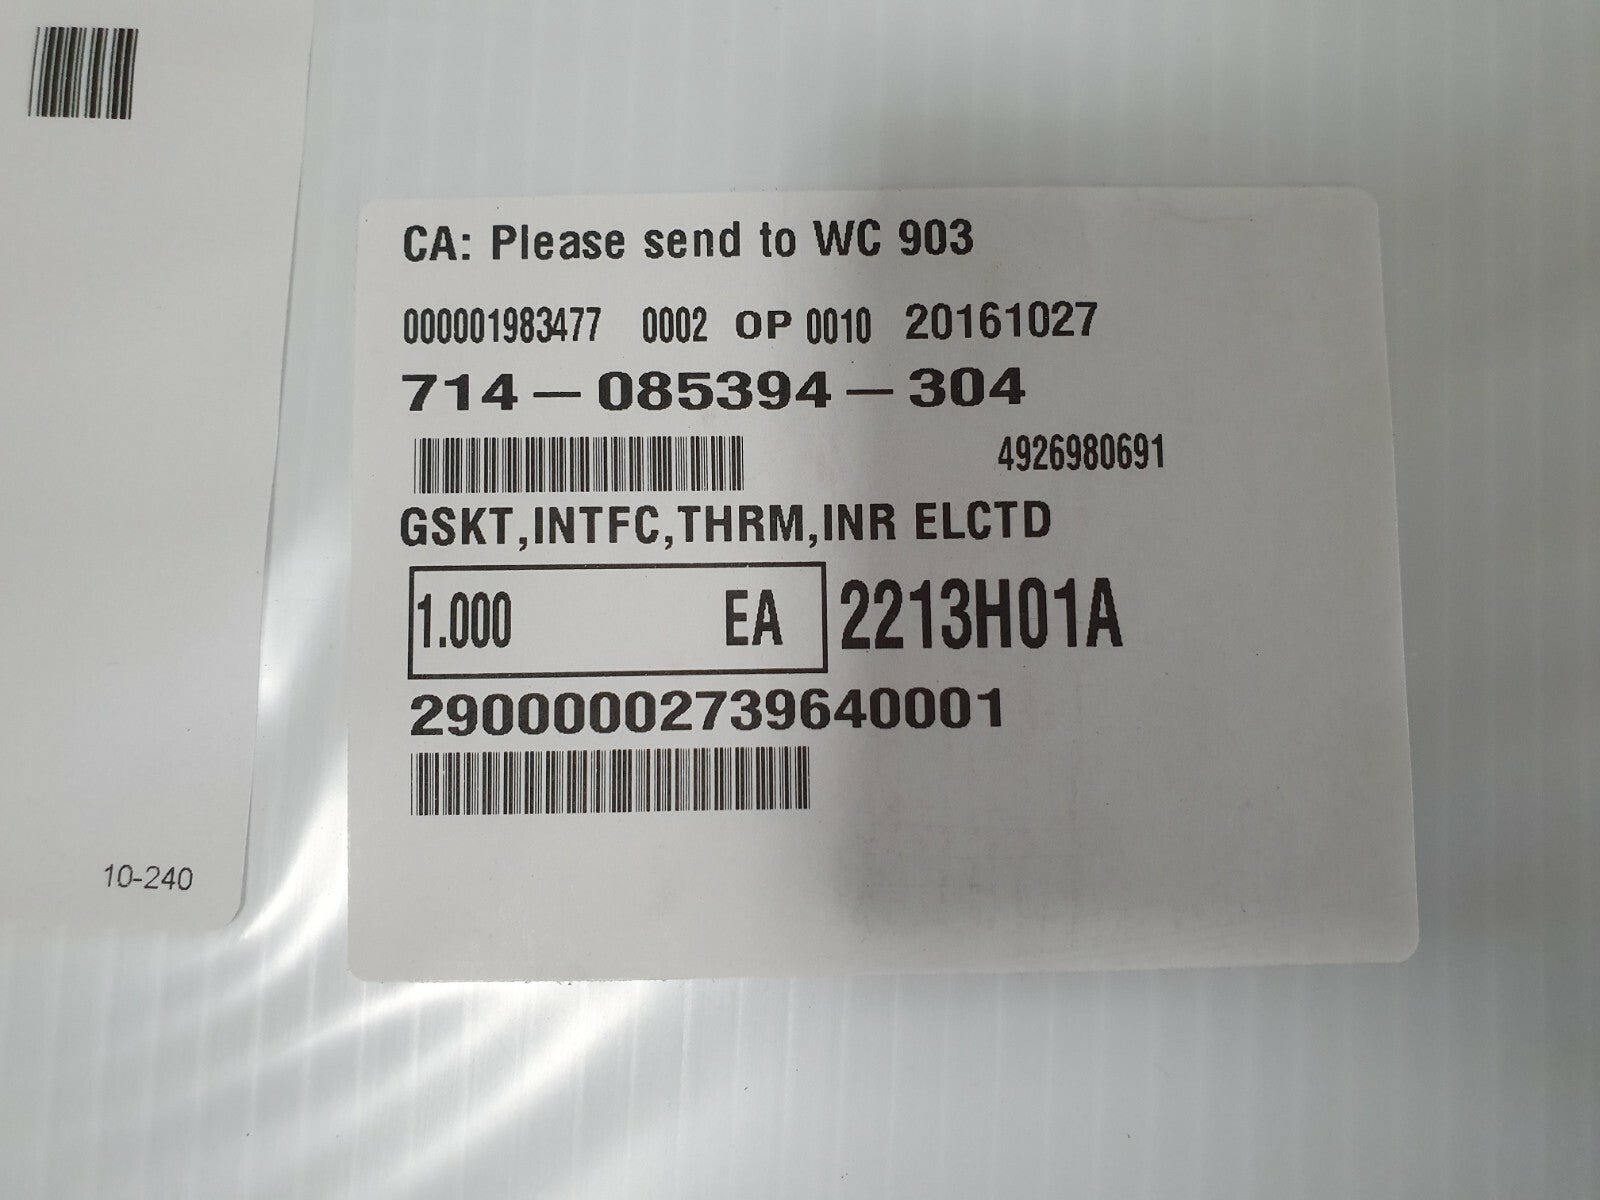 CA: Please send to WC 903
000001983477 0002 OP 0010 20161027
714-085394-304
4926980691
GSKT,INTFC,THRM,INR ELCTD
1.000 EA 2213H01A
29000002739640001
10-240